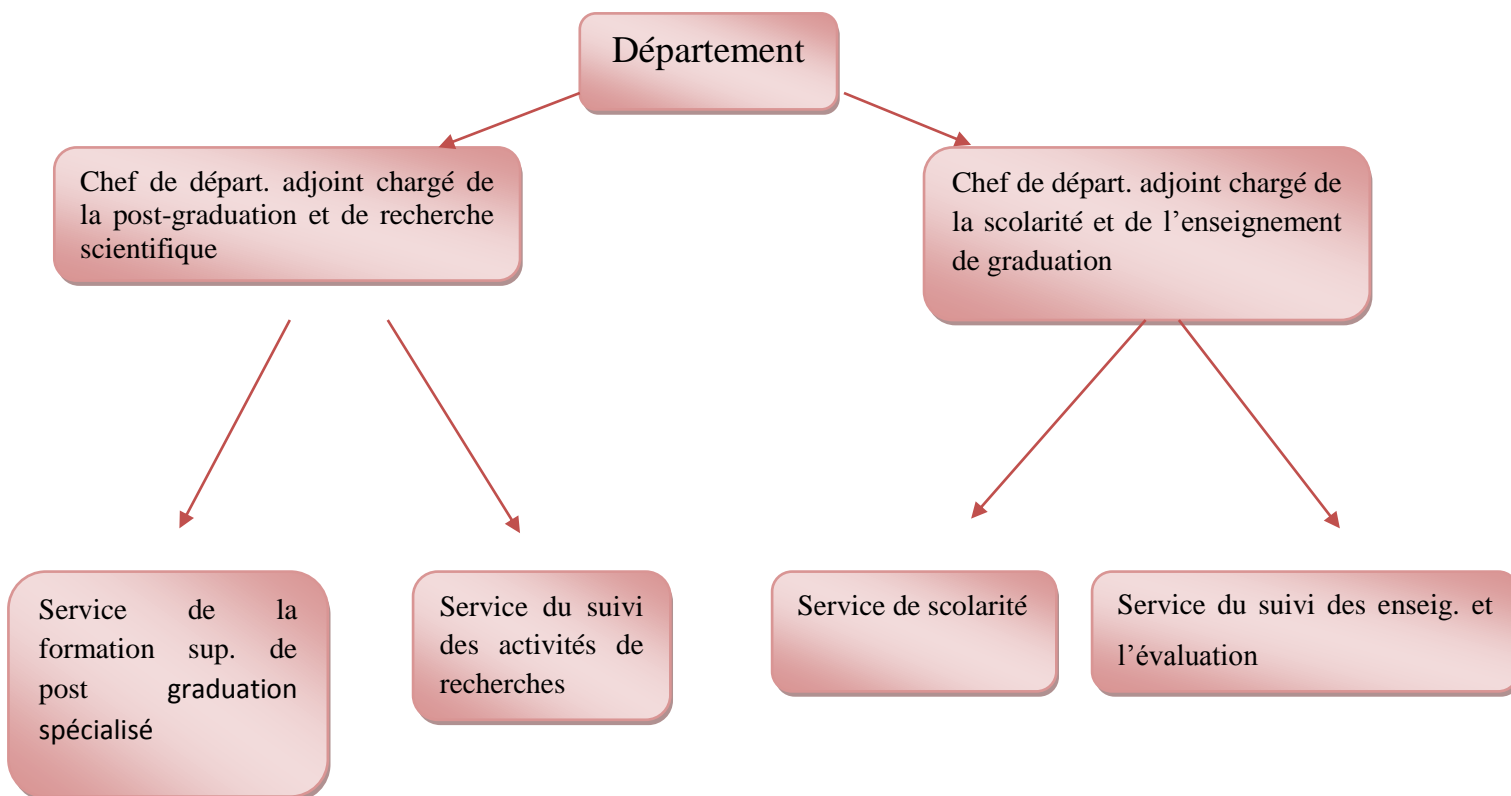 Département
Chef de départ. adjoint chargé de
la post-graduation et de recherche
scientifique
Chef de départ. adjoint chargé de
la scolarité et de l’enseignement
de graduation
Service de la
formation sup. de
post graduation
spécialisé
Service du suivi
des activités de
recherches
Service de scolarité
Service du suivi des enseig. et
l’évaluation